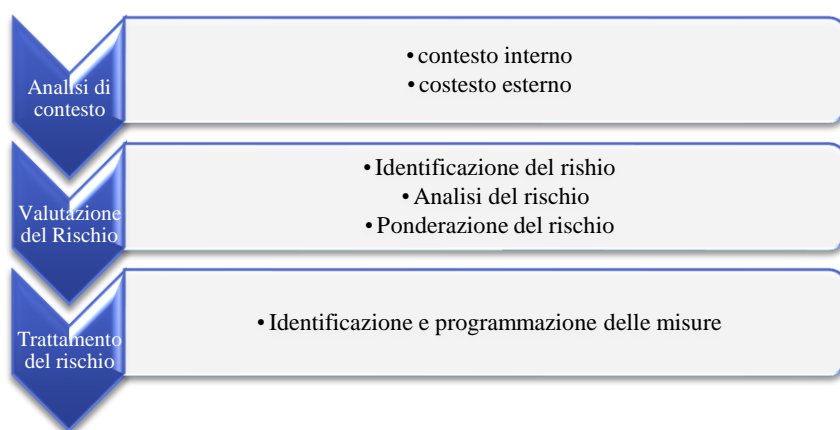 Analisi di
contesto
• contesto interno
• costesto esterno
Valutazione
del Rischio
• Identificazione del rishio
• Analisi del rischio
• Ponderazione del rischio
Trattamento
del rischio
• Identificazione e programmazione delle misure